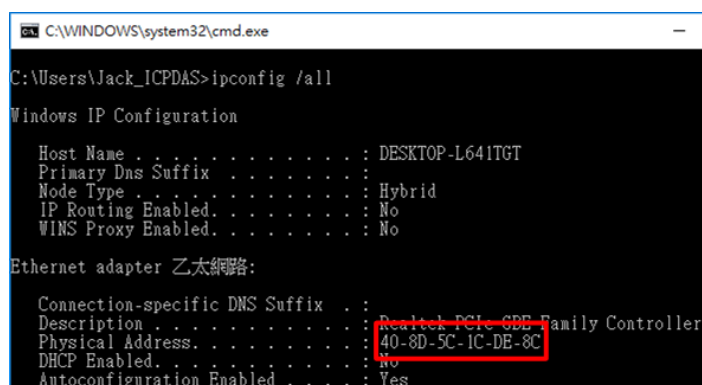 C:\WINDOWS\system32\cmd.exe
C:\Users\Jack_ICPDAS>ipconfig /all
Windows IP Configuration
Host Name . . . . . . . . . . . . : DESKTOP-L641TGT
Primary Dns Suffix . . . . . . . :
Node Type . . . . . . . . . . . . : Hybrid
IP Routing Enabled. . . . . . . . : No
WINS Proxy Enabled. . . . . . . . : No
Ethernet adapter 乙太網路:
Connection-specific DNS Suffix . :
Description . . . . . . . . . . . : Realtek PCIe GBE Family Controller
Physical Address. . . . . . . . . : 40-8D-5C-1C-DE-8C
DHCP Enabled. . . . . . . . . . . : No
Autoconfiguration Enabled . . . . : Yes